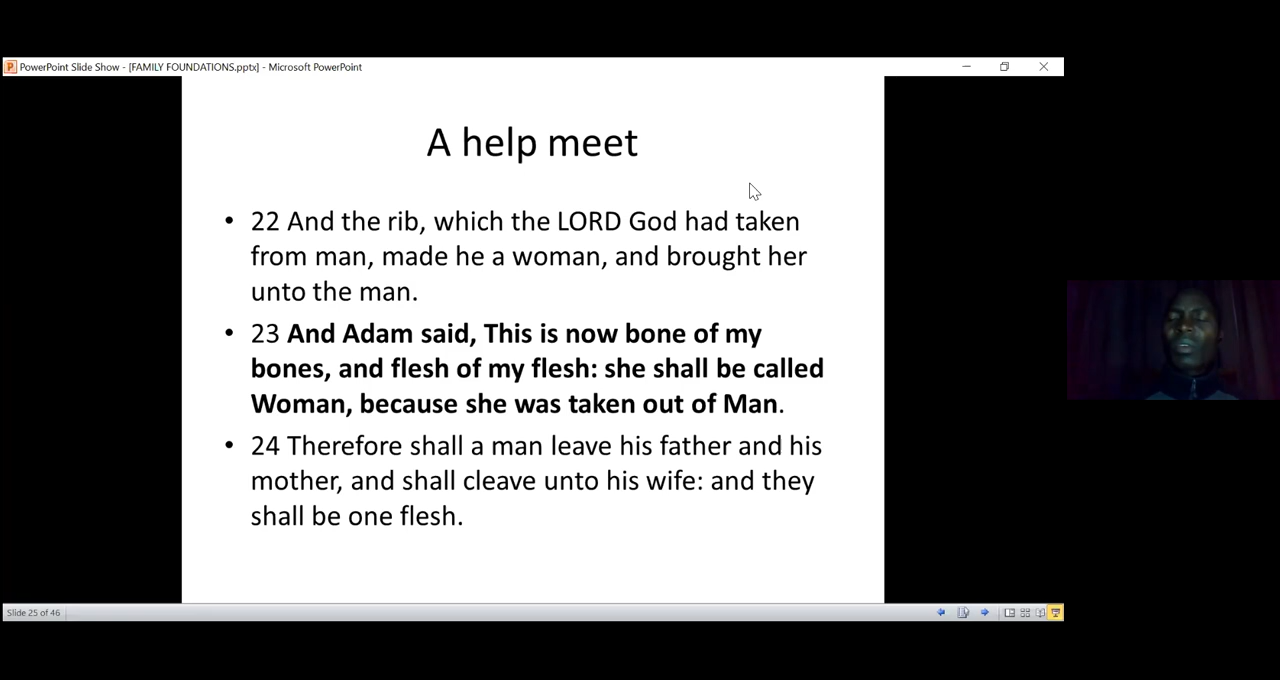 PowerPoint Slide Show - [FAMILY FOUNDATIONS.pptx] - Microsoft PowerPoint
A help meet
• 22 And the rib, which the LORD God had taken
from man, made he a woman, and brought her
unto the man.
• 23 And Adam said, This is now bone of my
bones, and flesh of my flesh: she shall be called
Woman, because she was taken out of Man.
• 24 Therefore shall a man leave his father and his
mother, and shall cleave unto his wife: and they
shall be one flesh.
Slide 25 of 46